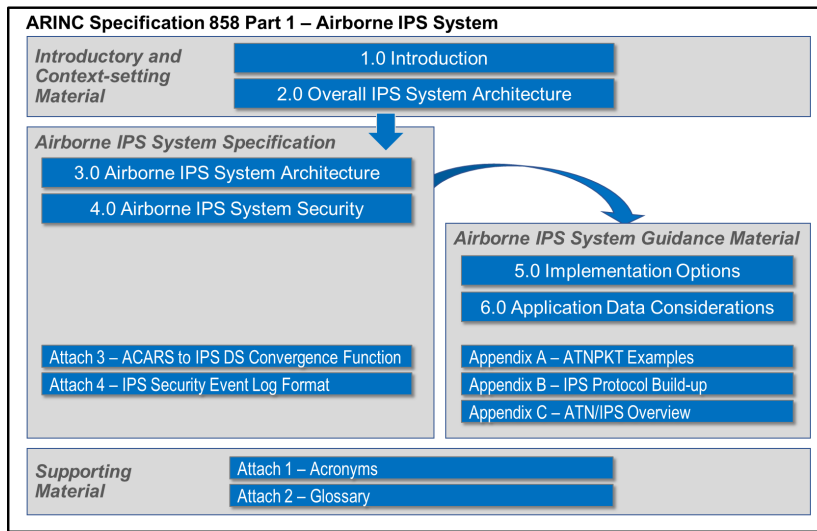 ARINC Specification 858 Part 1 – Airborne IPS System
Introductory and
Context-setting
Material
1.0 Introduction
2.0 Overall IPS System Architecture
Airborne IPS System Specification
3.0 Airborne IPS System Architecture
4.0 Airborne IPS System Security
Attach 3 – ACARS to IPS DS Convergence Function
Attach 4 – IPS Security Event Log Format
Airborne IPS System Guidance Material
5.0 Implementation Options
6.0 Application Data Considerations
Appendix A – ATNPKT Examples
Appendix B – IPS Protocol Build-up
Appendix C – ATN/IPS Overview
Supporting
Material
Attach 1 – Acronyms
Attach 2 – Glossary